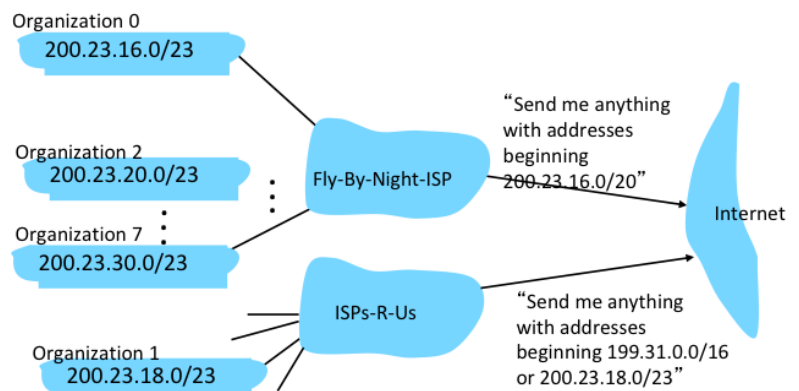 Organization 0
200.23.16.0/23
Organization 2
200.23.20.0/23
Organization 7
200.23.30.0/23
Fly-By-Night-ISP
“Send me anything
with addresses
beginning
200.23.16.0/20”
Internet
ISPs-R-Us
Organization 1
200.23.18.0/23
“Send me anything
with addresses
beginning 199.31.0.0/16
or 200.23.18.0/23”